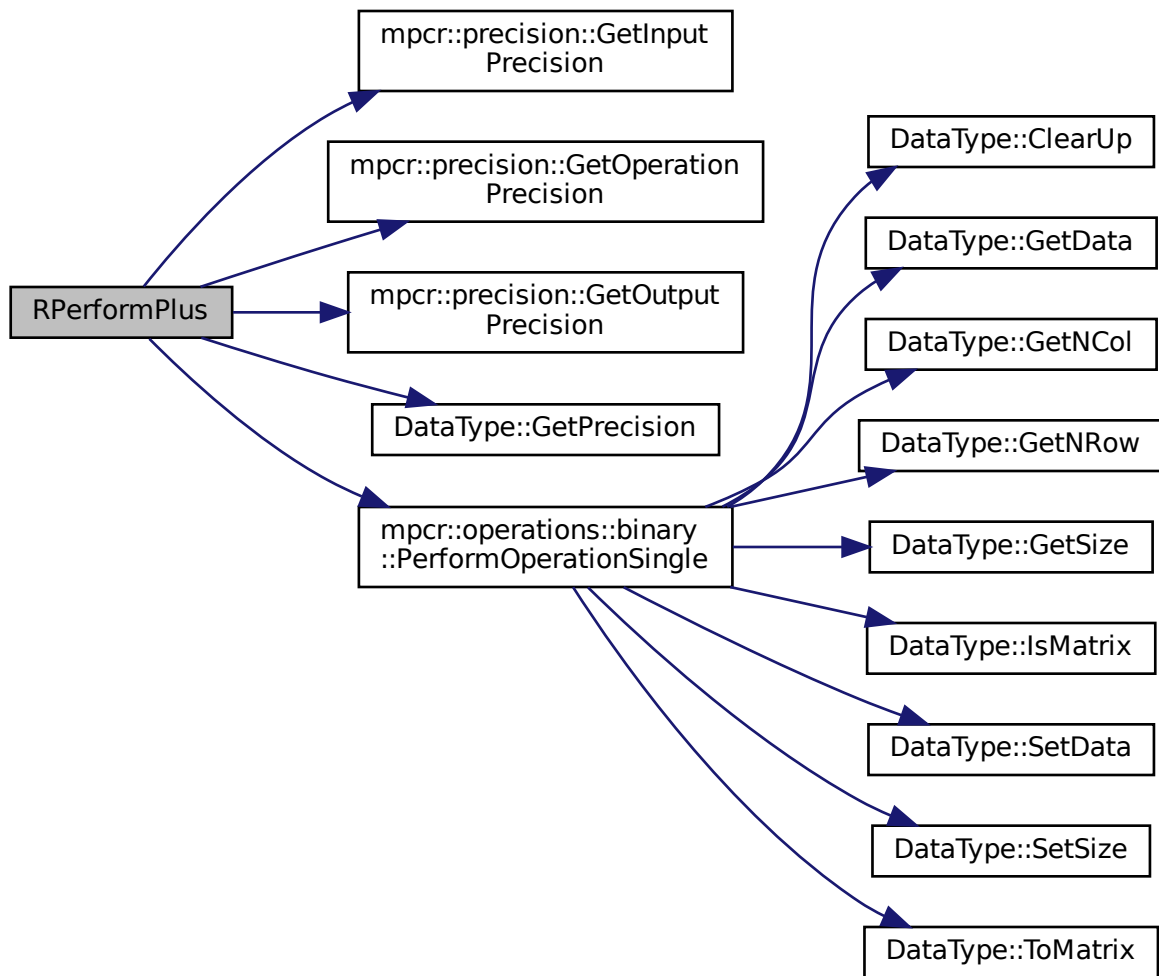 mpcr::precision::GetInput
Precision
mpcr::precision::GetOperation
Precision
RPerformPlus
mpcr::precision::GetOutput
Precision
DataType::GetPrecision
mpcr::operations::binary
::PerformOperationSingle
DataType::ClearUp
DataType::GetData
DataType::GetNCol
DataType::GetNRow
DataType::GetSize
DataType::IsMatrix
DataType::SetData
DataType::SetSize
DataType::ToMatrix